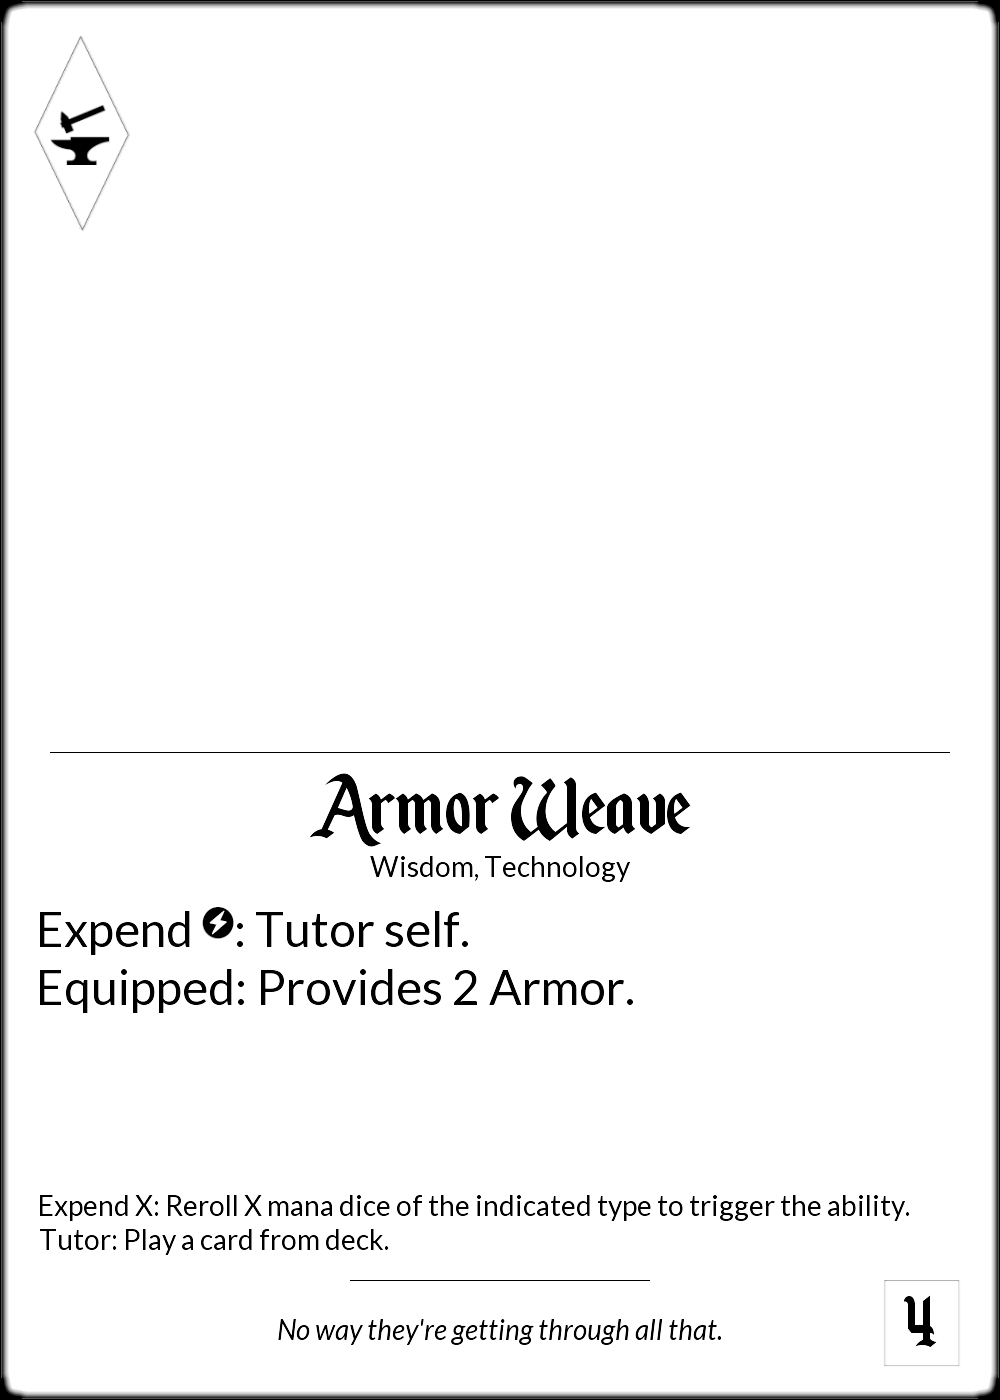 Armor Weave
Wisdom, Technology
Expend : Tutor self.
Equipped: Provides 2 Armor.
Expend X: Reroll X mana dice of the indicated type to trigger the ability.
Tutor: Play a card from deck.
No way they're getting through all that.
4